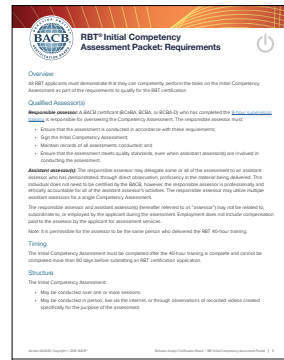 BACB
RBT® Initial Competency
Assessment Packet: Requirements
Overview
All RBT applicants must demonstrate that they can competently perform the tasks on the Initial Competency
Assessment as part of the requirements to qualify for the RBT certification.
Qualified Assessor(s)
Responsible assessor: A BACB certificant (BCaBA, BCBA, or BCBA-D) who has completed the 8-hour supervision
training is responsible for overseeing the Competency Assessment. The responsible assessor must:
• Ensure that the assessment is conducted in accordance with these requirements;
• Sign the Initial Competency Assessment;
• Maintain records of all assessments conducted; and
• Ensure that the assessment meets quality standards, even when assistant assessor(s) are involved in
conducting the assessment.
Assistant assessor(s): The responsible assessor may delegate some or all of the assessment to an assistant
assessor who has demonstrated, through direct observation, proficiency in the material being delivered. This
individual does not need to be certified by the BACB, however, the responsible assessor is professionally and
ethically accountable for all of the assistant assessor's activities. The responsible assessor may utilize multiple
assistant assessors for a single Competency Assessment.
The responsible assessor and assistant assessor(s) (hereafter referred to as "assessor") may not be related to,
subordinate to, or employed by the applicant during the assessment. Employment does not include compensation
paid to the assessor by the applicant for assessment services.
Note: It is permissible for the assessor to be the same person who delivered the RBT 40-hour training.
Timing
The Initial Competency Assessment must be completed after the 40-hour training is complete and cannot be
completed more than 90 days before submitting an RBT certification application.
Structure
The Initial Competency Assessment:
• May be conducted over one or more sessions.
• May be conducted in person, live via the internet, or through observations of recorded videos created
specifically for the purpose of the assessment.